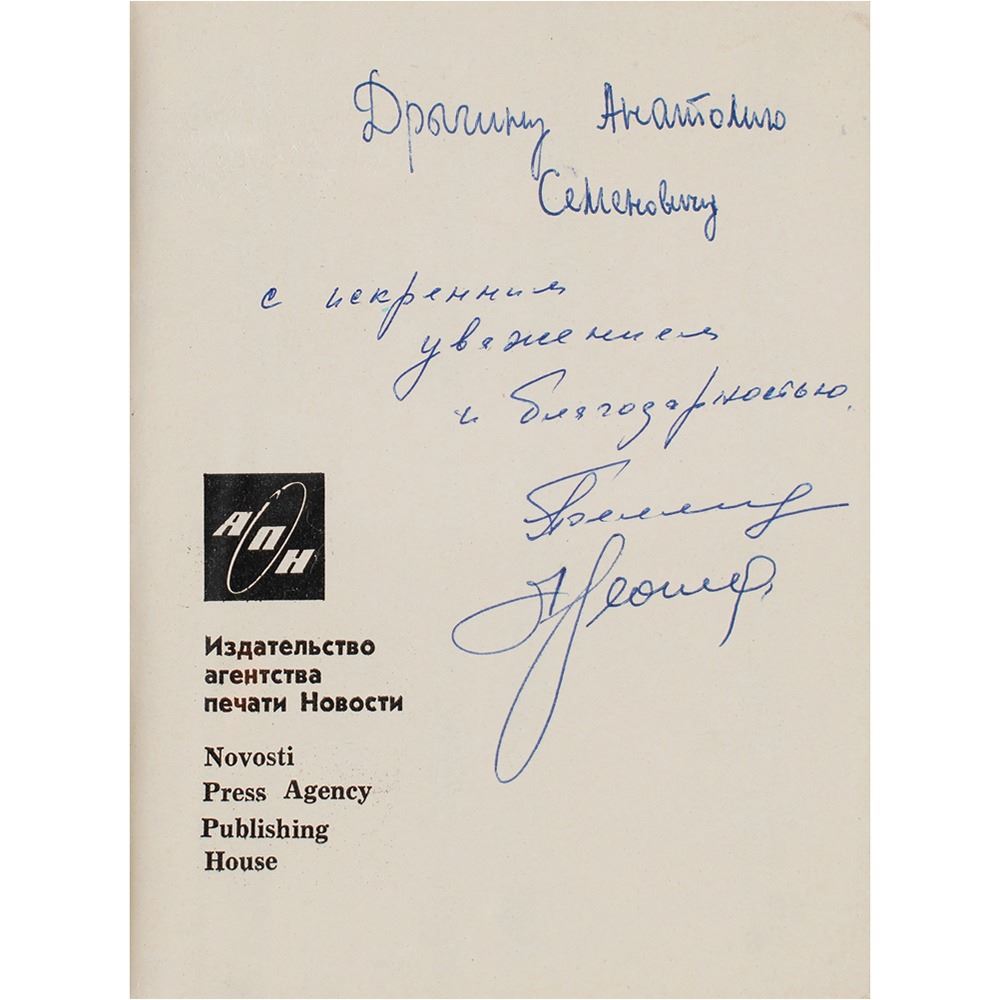 Дрыгину Анатолию
Семеновичу
с искренним
уважением
и благодарностью.
АПН
Издательство
агентства
печати Новости
Novosti
Press Agency
Publishing
House